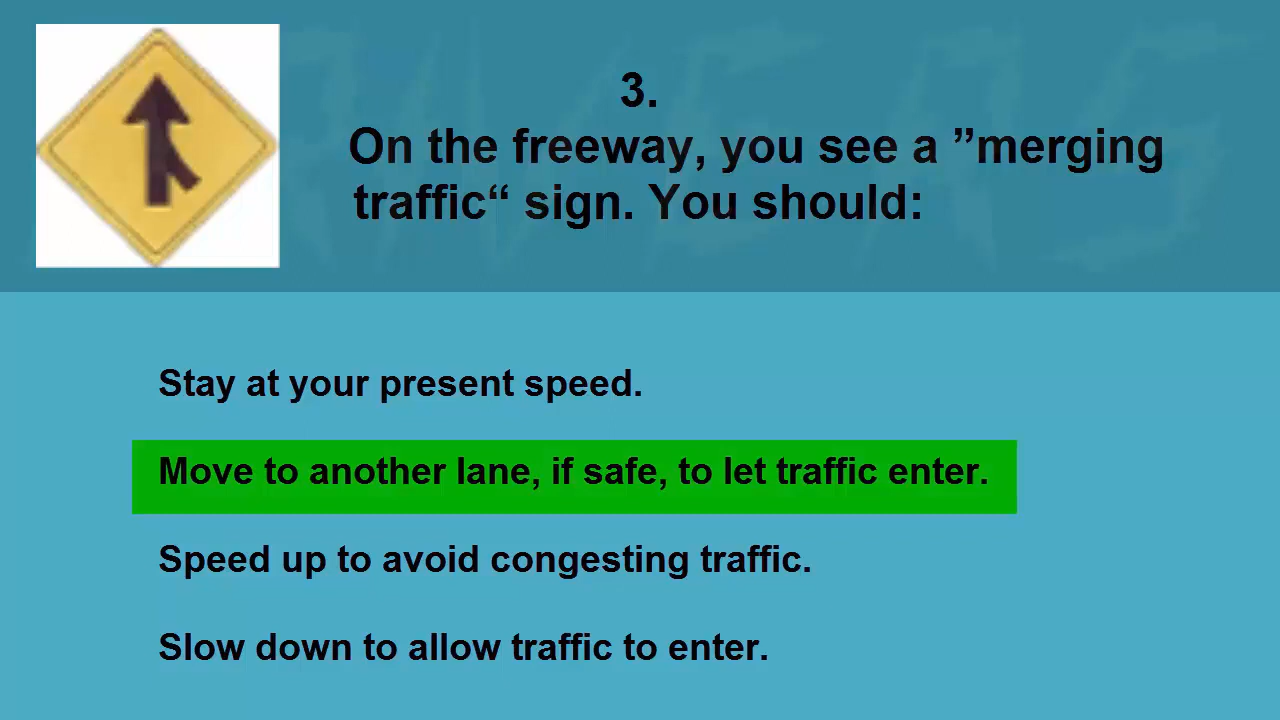 3.
On the freeway, you see a ”merging
traffic“ sign. You should:
Stay at your present speed.
Move to another lane, if safe, to let traffic enter.
Speed up to avoid congesting traffic.
Slow down to allow traffic to enter.